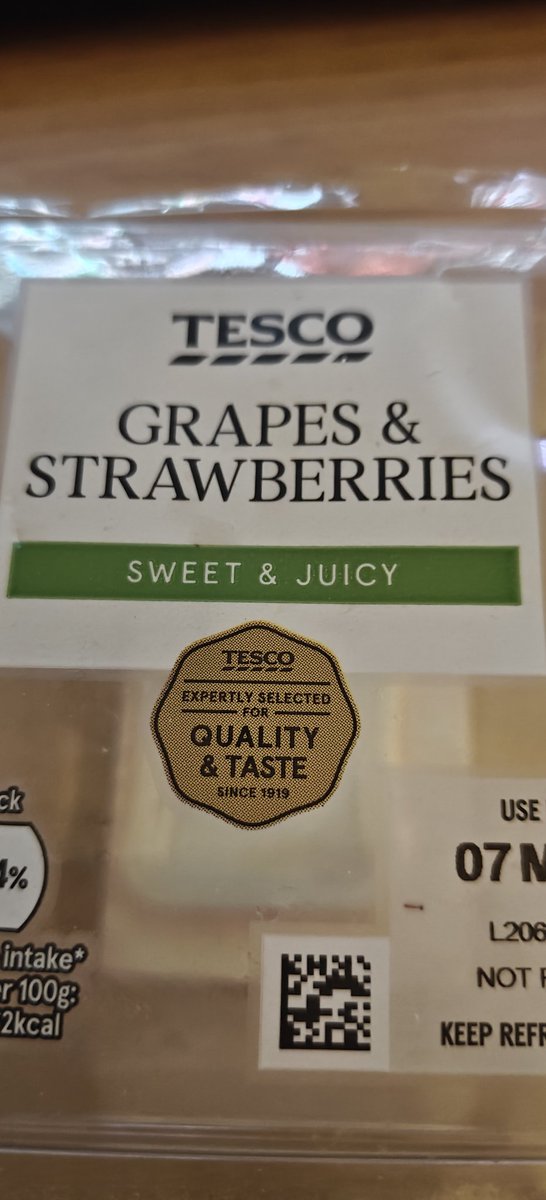 TESCO
GRAPES &
STRAWBERRIES
SWEET & JUICY
TESCO
EXPERTLY SELECTED
FOR
QUALITY
& TASTE
SINCE 1919
ck
4%
intake*
r 100g:
2kcal
USE
07 M
L206
NOT F
KEEP REFR